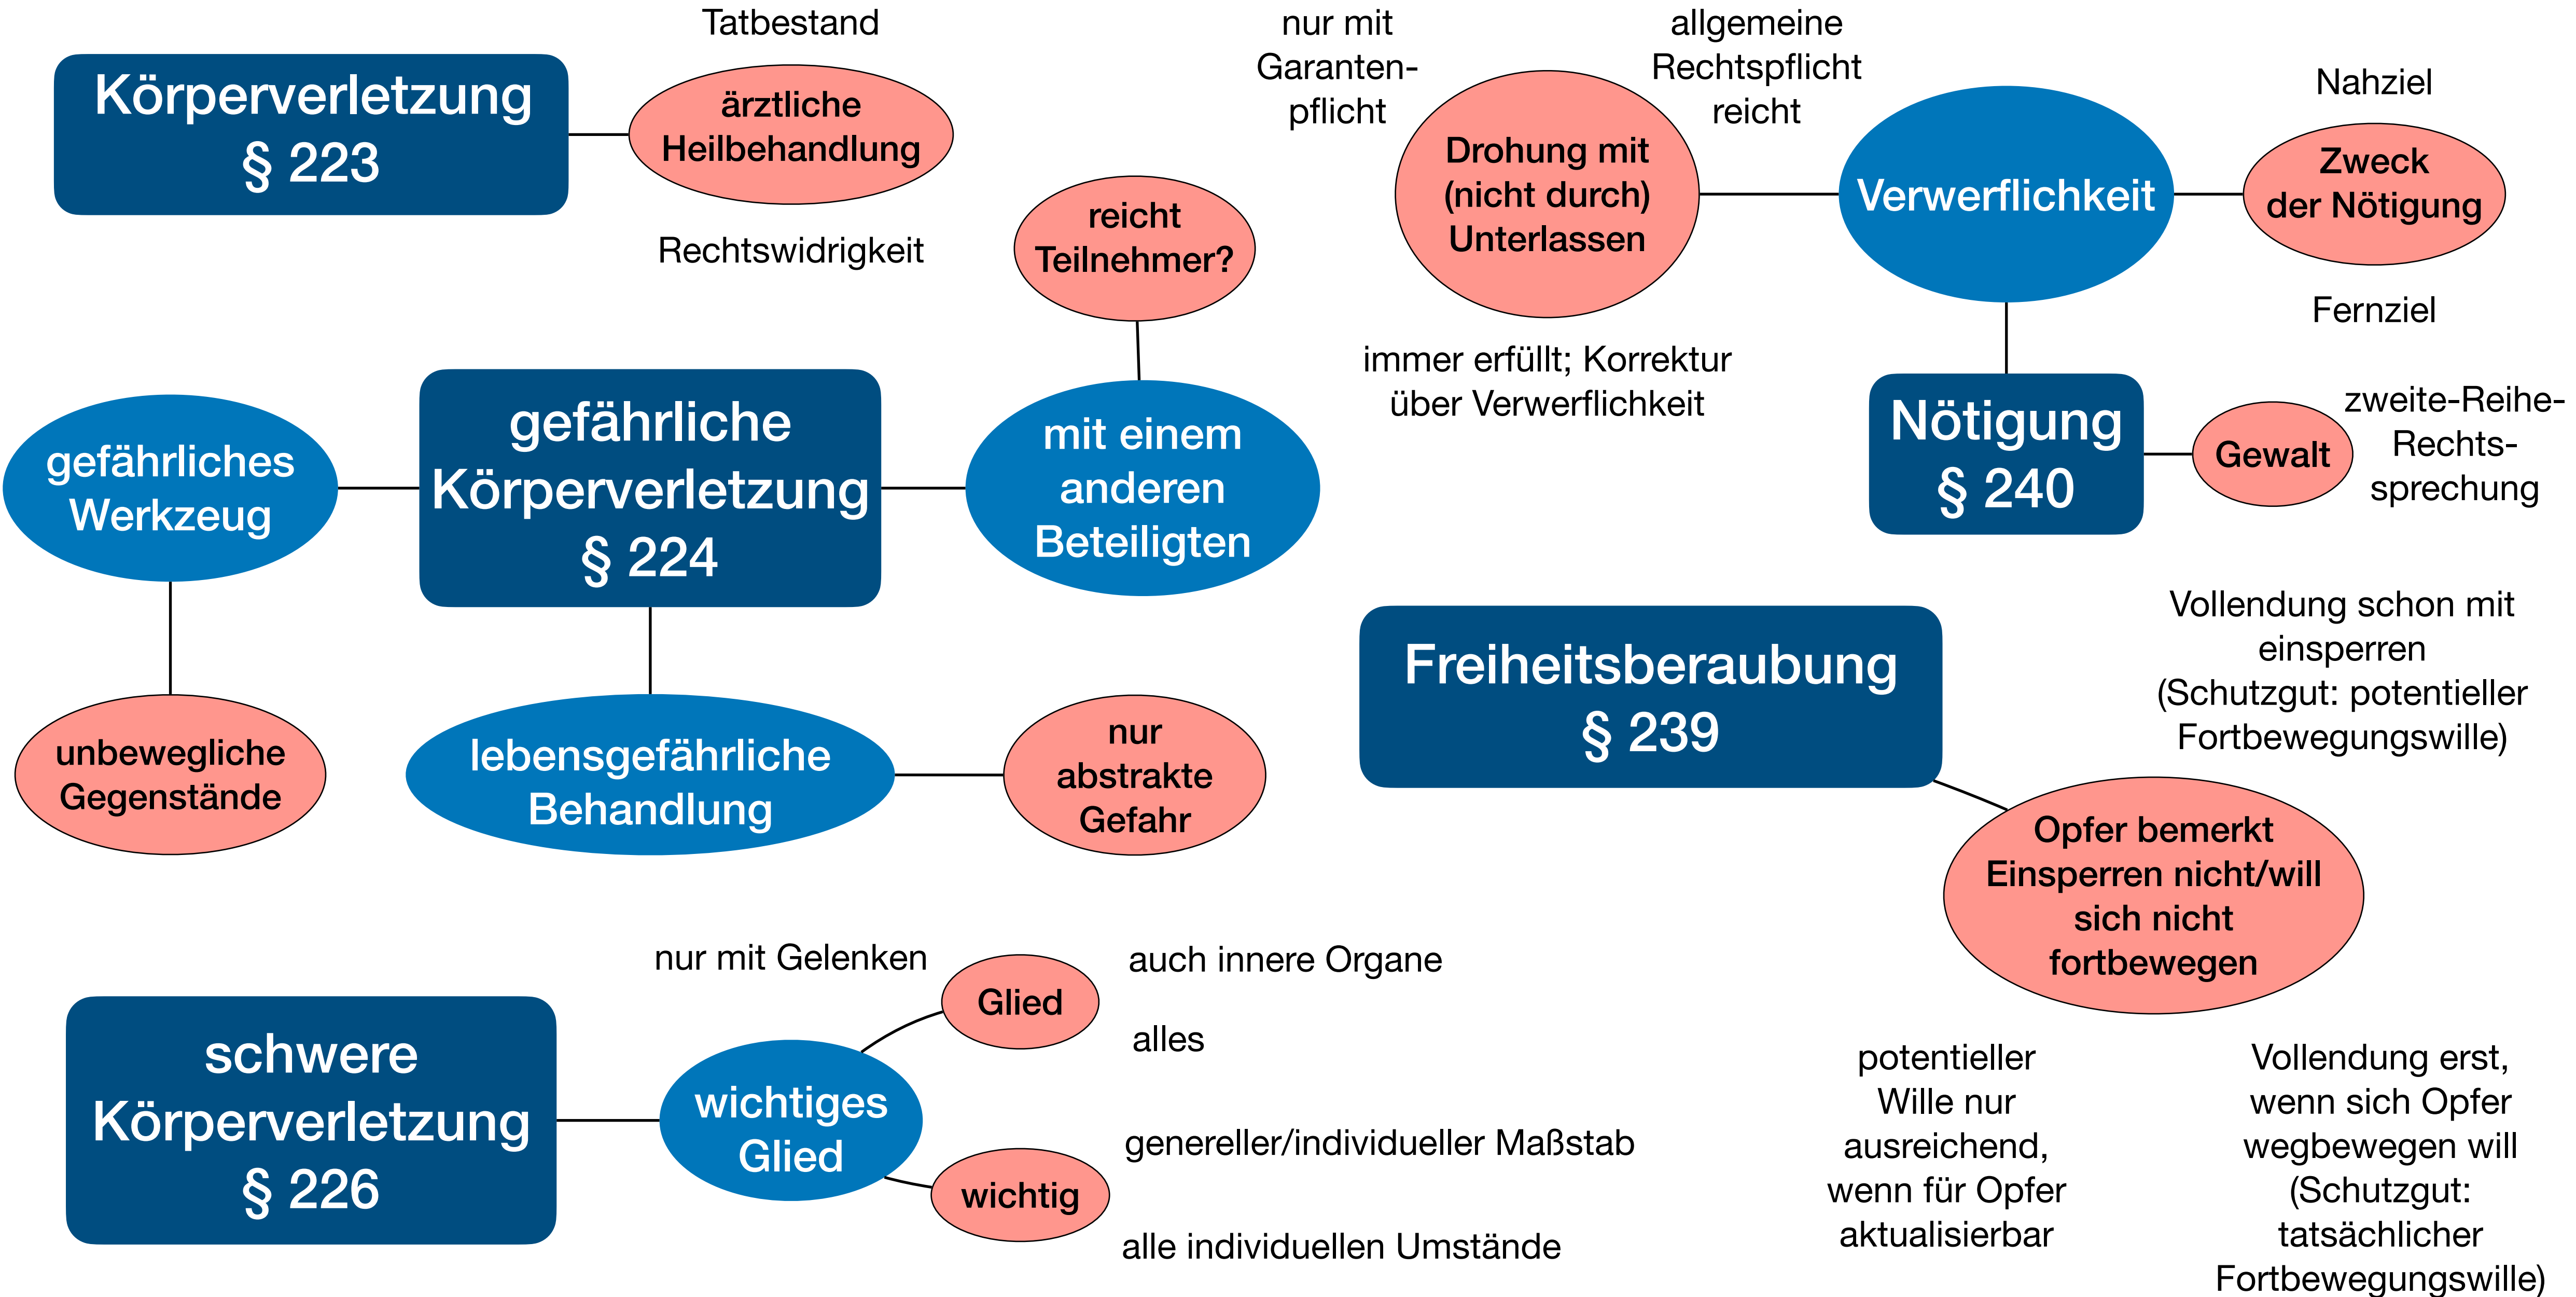 Tatbestand
Körperverletzung
§ 223
ärztliche
Heilbehandlung
Rechtswidrigkeit
reicht
Teilnehmer?
gefährliches
Werkzeug
gefährliche
Körperverletzung
§ 224
mit einem
anderen
Beteiligten
unbewegliche
Gegenstände
lebensgefährliche
Behandlung
nur
abstrakte
Gefahr
nur mit Gelenken
Glied
auch innere Organe
alles
schwere
Körperverletzung
§ 226
wichtiges
Glied
genereller/individueller Maßstab
wichtig
alle individuellen Umstände
nur mit
Garanten-
pflicht
allgemeine
Rechtspflicht
reicht
Drohung mit
(nicht durch)
Unterlassen
immer erfüllt; Korrektur
über Verwerflichkeit
Verwerflichkeit
Nahziel
Zweck
der Nötigung
Fernziel
Nötigung
§ 240
Gewalt
zweite-Reihe-
Rechts-
sprechung
Freiheitsberaubung
§ 239
Vollendung schon mit
einsperren
(Schutzgut: potentieller
Fortbewegungswille)
Opfer bemerkt
Einsperren nicht/will
sich nicht
fortbewegen
potentieller
Wille nur
ausreichend,
wenn für Opfer
aktualisierbar
Vollendung erst,
wenn sich Opfer
wegbewegen will
(Schutzgut:
tatsächlicher
Fortbewegungswille)